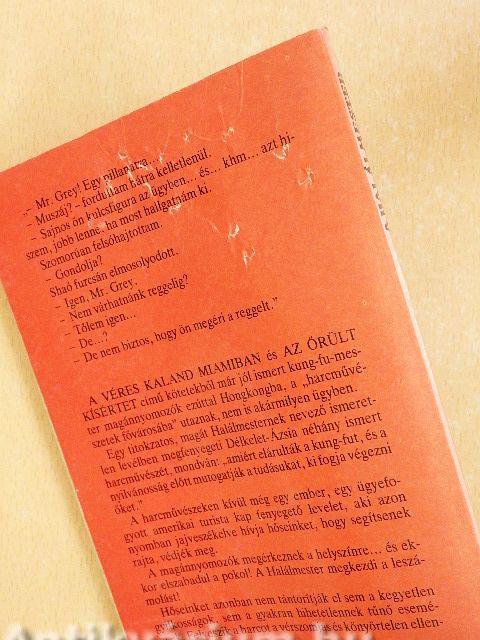 „– Mr. Grey! Egy pillanatra…
– Muszáj? – fordultam hátra kelletlenül.
– Sajnos ön kulcsfigura az ügyben… és… khm… azt hi-
szem, jobb lenne, ha most hallgatnám ki.
Szomorúan felsóhajtottam.
– Gondolja?
Shaó furcsán elmosolyodott.
– Igen, Mr. Grey.
– Nem várhatnánk reggelig?
– Tőlem igen…
– De…?
– De nem biztos, hogy ön megéri a reggelt.”
A VÉRES KALAND MIAMIBAN és AZ ŐRÜLT
KÍSÉRTET című kötetekből már jól ismert kung-fu-mes-
ter magánnyomozók ezúttal Hongkongba, a „harcművé-
szetek fővárosába” utaznak, nem is akármilyen ügyben.
Egy titokzatos, magát Halálmesternek nevező ismeret-
len levélben megfenyegeti Délkelet-Ázsia néhány ismert
harcművészét, mondván: „amiért elárulták a kung-fut, és a
nyilvánosság előtt mutogatják a tudásukat, ki fogja végezni
őket.”
A harcművészeken kívül még egy ember, egy ügyefo-
gyott amerikai turista kap fenyegető levelet, aki azon
nyomban jajveszékelve hívja hőseinket, hogy segítsenek
rajta, védjék meg.
A magánnyomozók megérkeznek a helyszínre… és ek-
kor elszabadul a pokol! A Halálmester megkezdi a leszá-
molást!
Hőseinket azonban nem tántorítják el sem a kegyetlen
gyilkosságok, sem a gyakran hihetetlennek tűnő esemé-
Felveszik a harcot a vérszomjas és könyörtelen ellen-